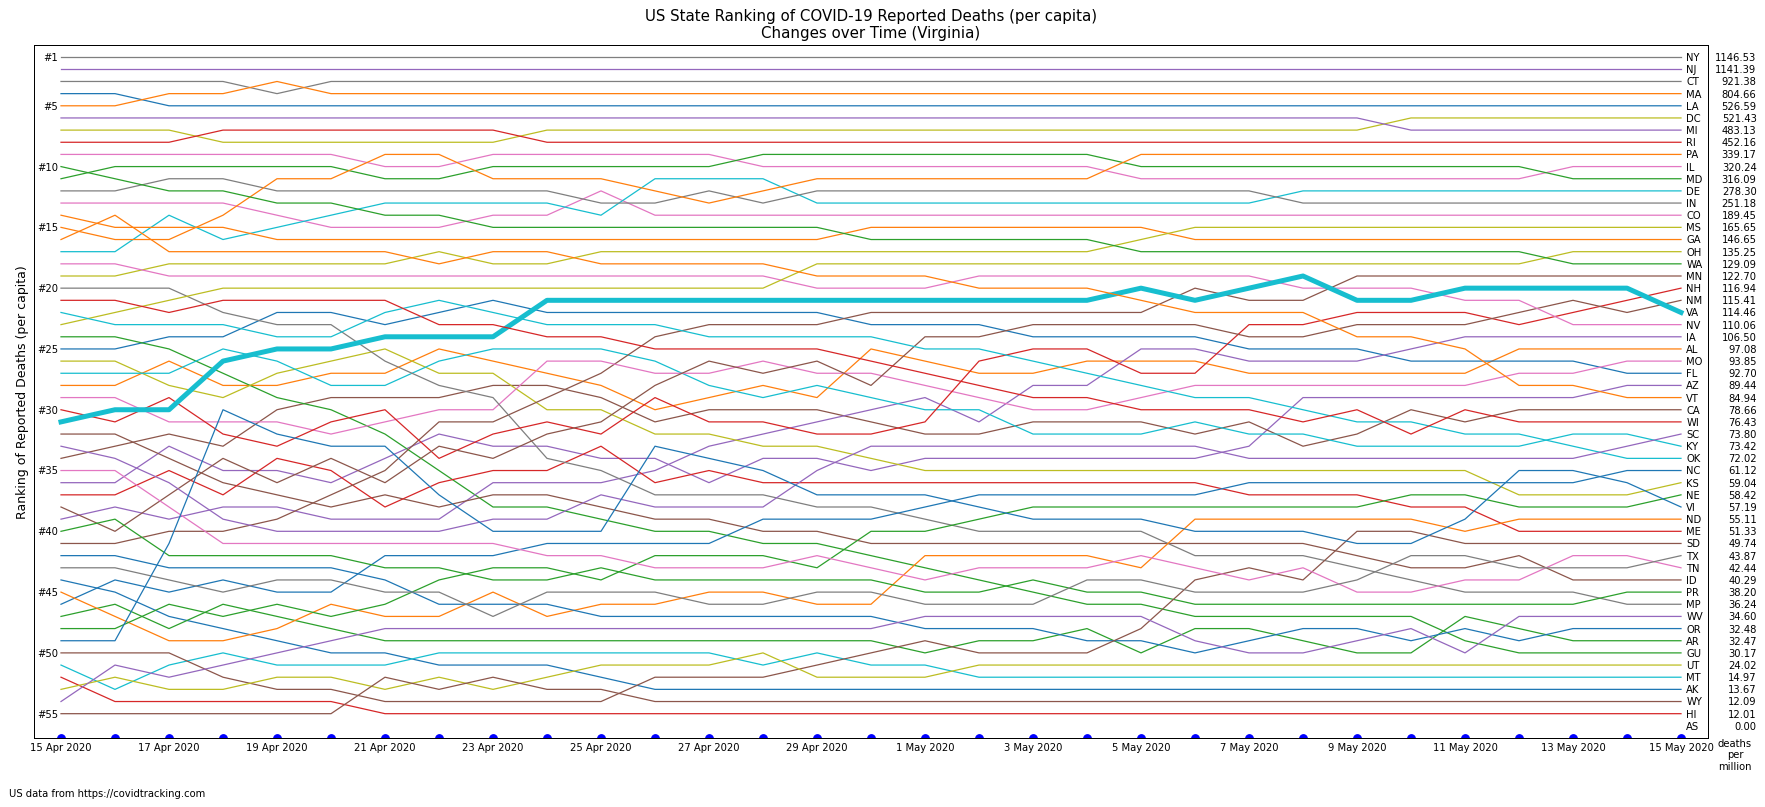 US State Ranking of COVID-19 Reported Deaths (per capita)
Changes over Time (Virginia)
Ranking of Reported Deaths (per capita)
#1
#5
#10
#15
#20
#25
#30
#35
#40
#45
#50
#55
NY 1146.53
NJ 1141.39
CT 921.38
MA 804.66
LA 526.59
DC 521.43
MI 483.13
RI 452.16
PA 339.17
IL 320.24
MD 316.09
DE 278.30
IN 251.18
CO 189.45
MS 165.65
GA 146.65
OH 135.25
WA 129.09
MN 122.70
NH 116.94
NM 115.41
VA 114.46
NV 110.06
IA 106.50
AL 97.08
MO 93.85
FL 92.70
AZ 89.44
VT 84.94
CA 78.66
WI 76.43
SC 73.80
KY 73.42
OK 72.02
NC 61.12
KS 59.04
NE 58.42
VI 57.19
ND 55.11
ME 51.33
SD 49.74
TX 43.87
TN 42.44
ID 40.29
PR 38.20
MP 36.24
WV 34.60
OR 32.48
AR 32.47
GU 30.17
UT 24.02
MT 14.97
AK 13.67
WY 12.09
HI 12.01
AS 0.00
15 Apr 2020 17 Apr 2020 19 Apr 2020 21 Apr 2020 23 Apr 2020 25 Apr 2020 27 Apr 2020 29 Apr 2020 1 May 2020 3 May 2020 5 May 2020 7 May 2020 9 May 2020 11 May 2020 13 May 2020 15 May 2020
deaths
per
million
US data from https://covidtracking.com